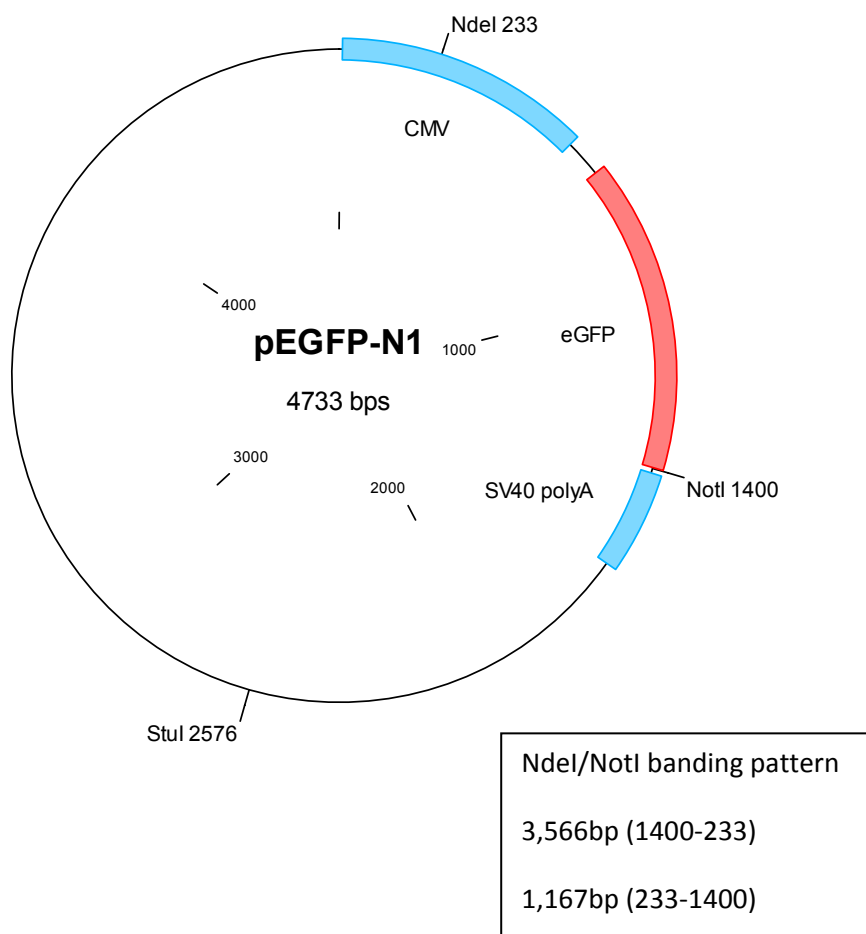 NdeI 233
CMV
4000
pEGFP-N1
1000
eGFP
4733 bps
3000
2000
SV40 polyA
NotI 1400
StuI 2576
NdeI/NotI banding pattern
3,566bp (1400-233)
1,167bp (233-1400)